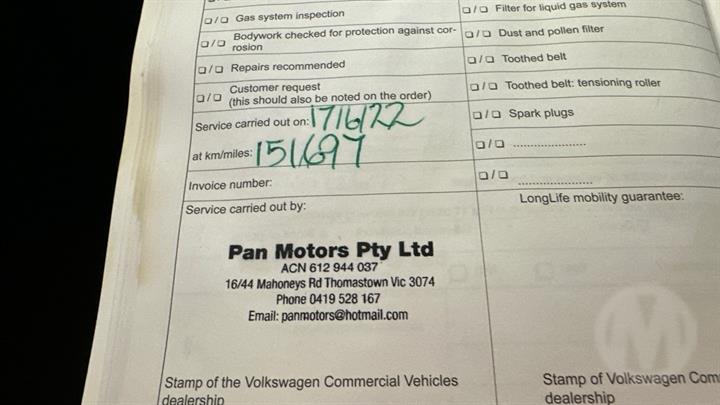 ☐/☐ Gas system inspection
☐/☐ Bodywork checked for protection against cor-
rosion
☐/☐ Repairs recommended
☐/☐ Customer request
(this should also be noted on the order)
Service carried out on: 17/6/22
at km/miles: 151697
Invoice number:
Service carried out by:
Pan Motors Pty Ltd
ACN 612 944 037
16/44 Mahoneys Rd Thomastown Vic 3074
Phone 0419 528 167
Email: panmotors@hotmail.com
Stamp of the Volkswagen Commercial Vehicles
dealership
☐/☐ Filter for liquid gas system
☐/☐ Dust and pollen filter
☐/☐ Toothed belt
☐/☐ Toothed belt: tensioning roller
☐/☐ Spark plugs
☐/☐ ......................
☐/☐ ......................
LongLife mobility guarantee:
Stamp of Volkswagen Com
dealership
M